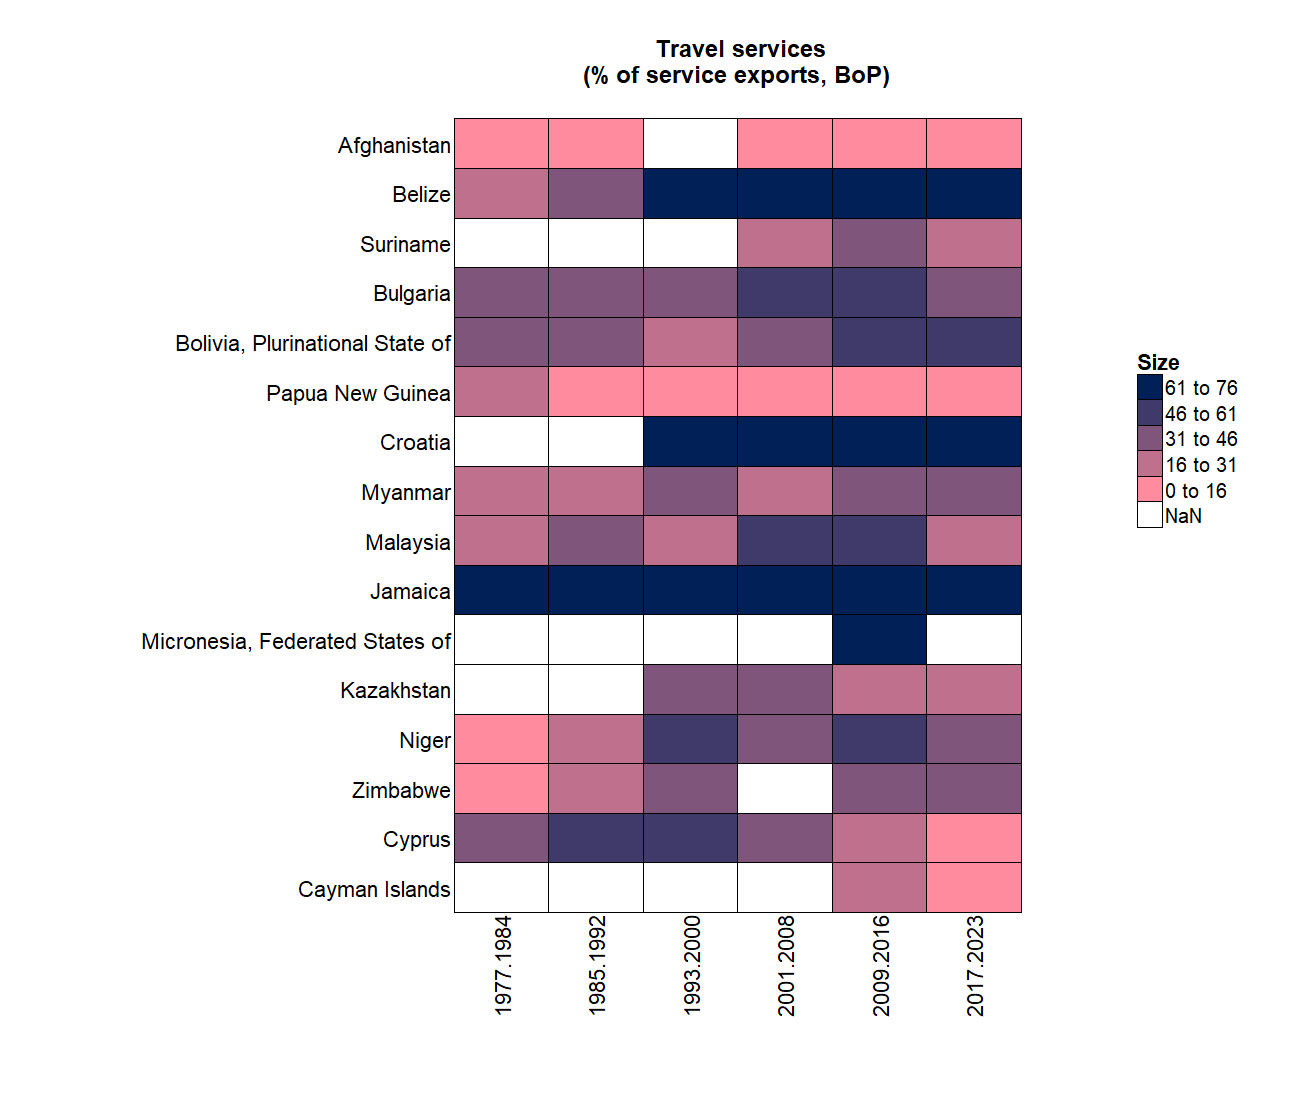 Travel services
(% of service exports, BoP)
Afghanistan
Belize
Suriname
Bulgaria
Bolivia, Plurinational State of
Papua New Guinea
Croatia
Myanmar
Malaysia
Jamaica
Micronesia, Federated States of
Kazakhstan
Niger
Zimbabwe
Cyprus
Cayman Islands
1977.1984
1985.1992
1993.2000
2001.2008
2009.2016
2017.2023
Size
61 to 76
46 to 61
31 to 46
16 to 31
0 to 16
NaN